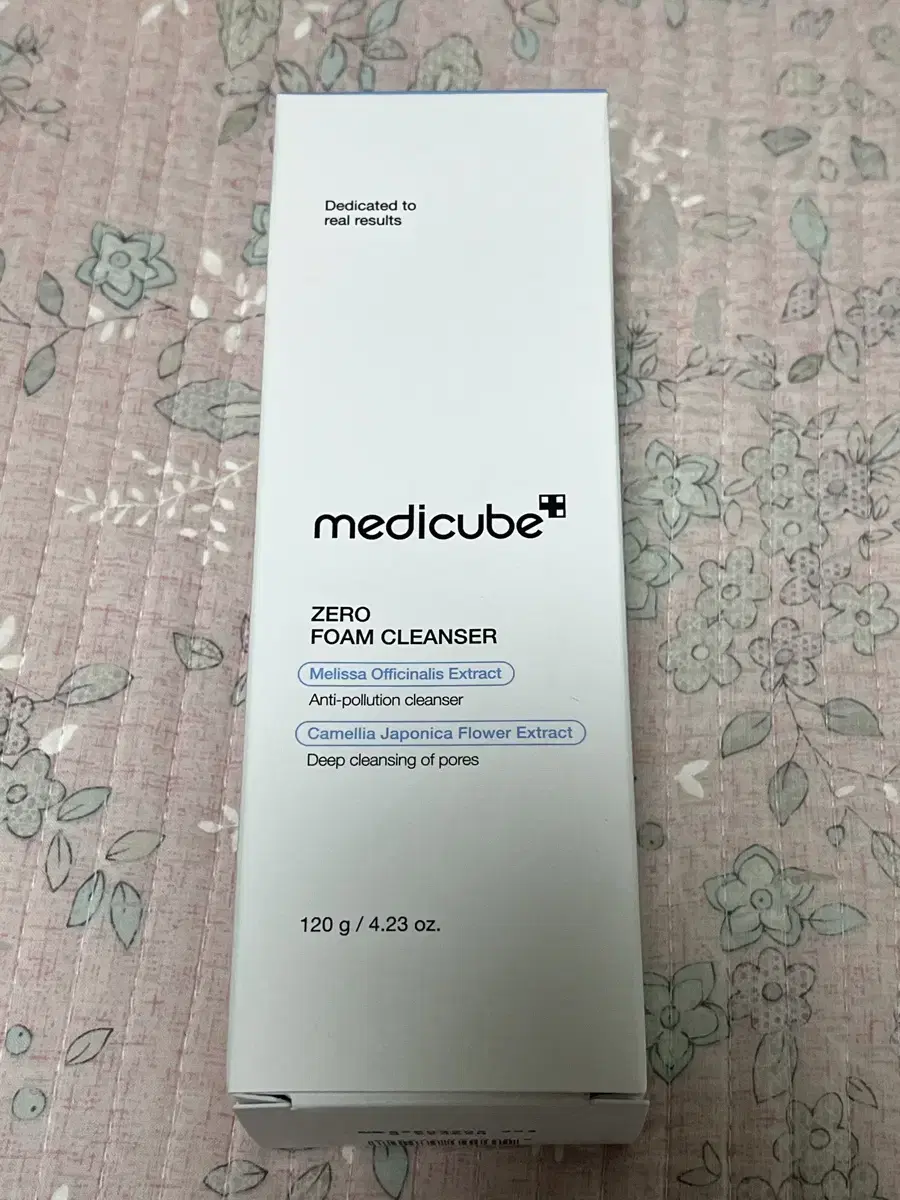 Dedicated to
real results
medicube
ZERO
FOAM CLEANSER
Melissa Officinalis Extract
Anti-pollution cleanser
Camellia Japonica Flower Extract
Deep cleansing of pores
120 g / 4.23 oz.